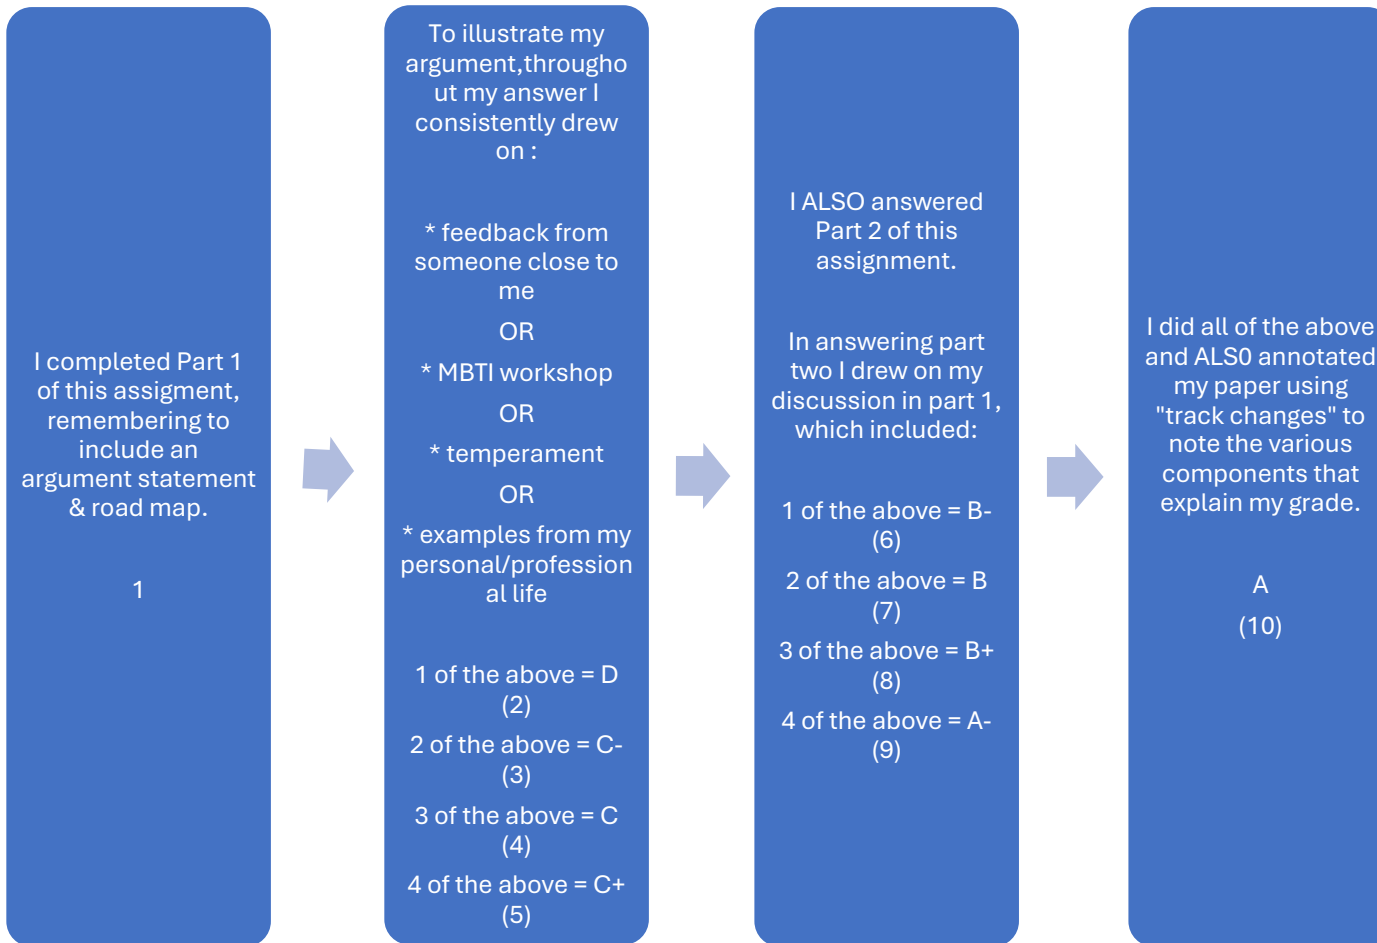 I completed Part 1
of this assigment,
remembering to
include an
argument statement
& road map.
1
To illustrate my
argument,througho
ut my answer I
consistently drew
on :
* feedback from
someone close to
me
OR
* MBTI workshop
OR
* temperament
OR
* examples from my
personal/profession
al life
1 of the above = D
(2)
2 of the above = C-
(3)
3 of the above = C
(4)
4 of the above = C+
(5)
I ALSO answered
Part 2 of this
assignment.
In answering part
two I drew on my
discussion in part 1,
which included:
1 of the above = B-
(6)
2 of the above = B
(7)
3 of the above = B+
(8)
4 of the above = A-
(9)
I did all of the above
and ALS0 annotated
my paper using
"track changes" to
note the various
components that
explain my grade.
A
(10)